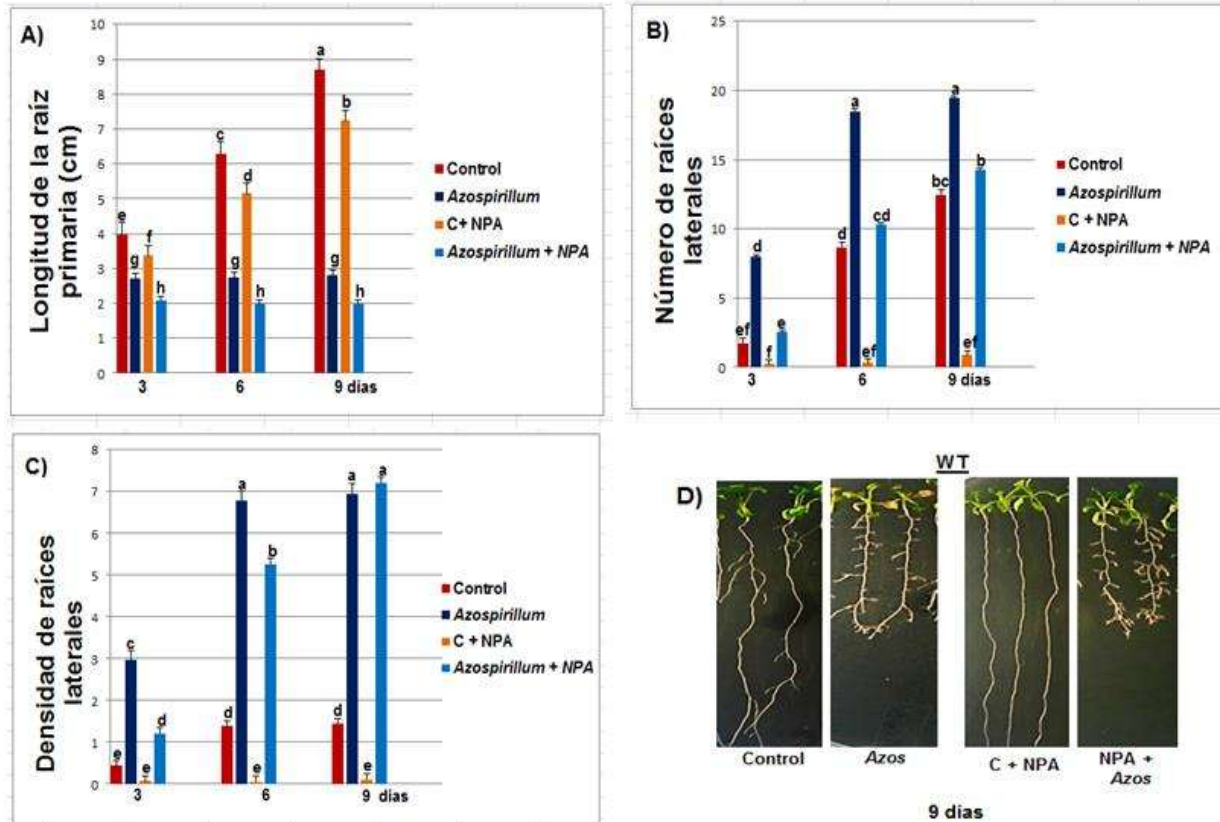 A)
Longitud de la raíz
primaria (cm)
10
9
8
7
6
5
4
3
2
1
0
e
g
f
h
c
g
d
h
a
g
b
h
3
6
9 días
Control
Azospirillum
C+ NPA
Azospirillum + NPA
B)
Número de raíces
laterales
25
20
15
10
5
0
ef
d
f
e
d
a
ef
cd
bc
a
ef
b
3
6
9 días
Control
Azospirillum
C + NPA
Azospirillum + NPA
C)
Densidad de raíces
laterales
8
7
6
5
4
3
2
1
0
e
c
e
d
d
a
e
b
d
a
e
a
3
6
9 días
Control
Azospirillum
C + NPA
Azospirillum + NPA
D)
WT
Control
Azos
C + NPA
NPA +
Azos
9 días